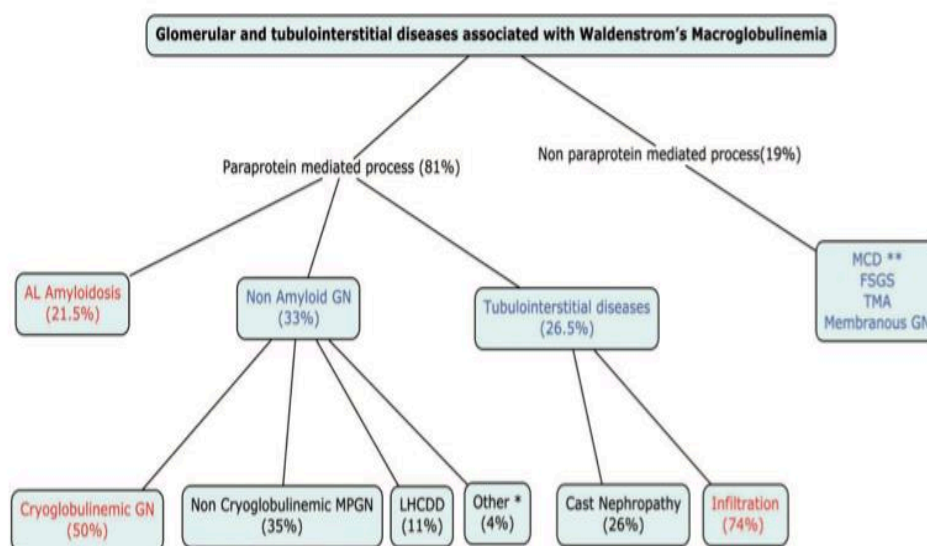 Glomerular and tubulointerstitial diseases associated with Waldenstrom's Macroglobulinemia
Paraprotein mediated process (81%)
Non paraprotein mediated process(19%)
AL Amyloidosis
(21.5%)
Non Amyloid GN
(33%)
Tubulointerstitial diseases
(26.5%)
MCD **
FSGS
TMA
Membranous GN
Cryoglobulinemic GN
(50%)
Non Cryoglobulinemic MPGN
(35%)
LHCDD
(11%)
Other *
(4%)
Cast Nephropathy
(26%)
Infiltration
(74%)